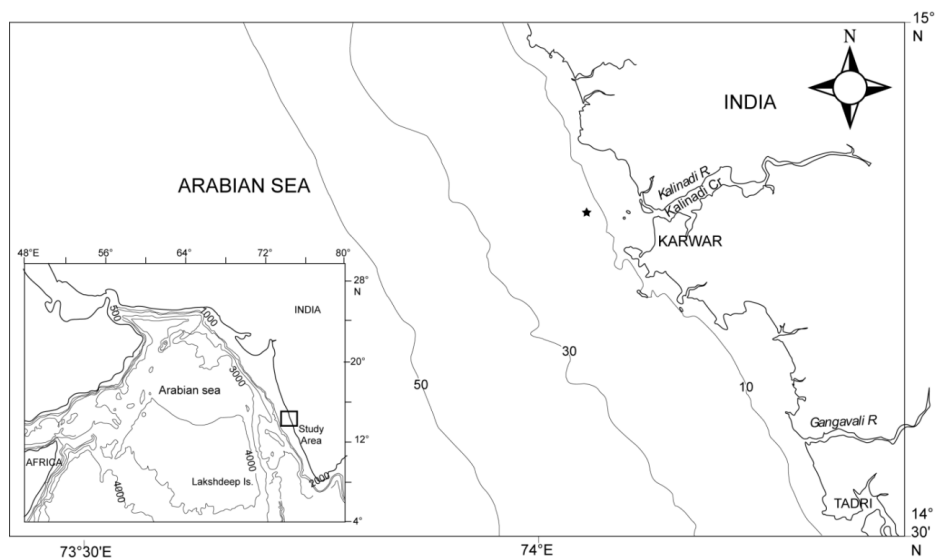 15°
N
N
INDIA
ARABIAN SEA
Kalinadi R
Kalinadi Cr
KARWAR
48°E
56°
64°
72°
80°
28°
N
INDIA
500
1000
20°
3000
Arabian sea
30
50
10
Study
Area
12°
Gangavali R
AFRICA
4000
4000
Lakshdeep Is.
2000
4°
TADRI
14°
30'
N
73°30'E
74°E